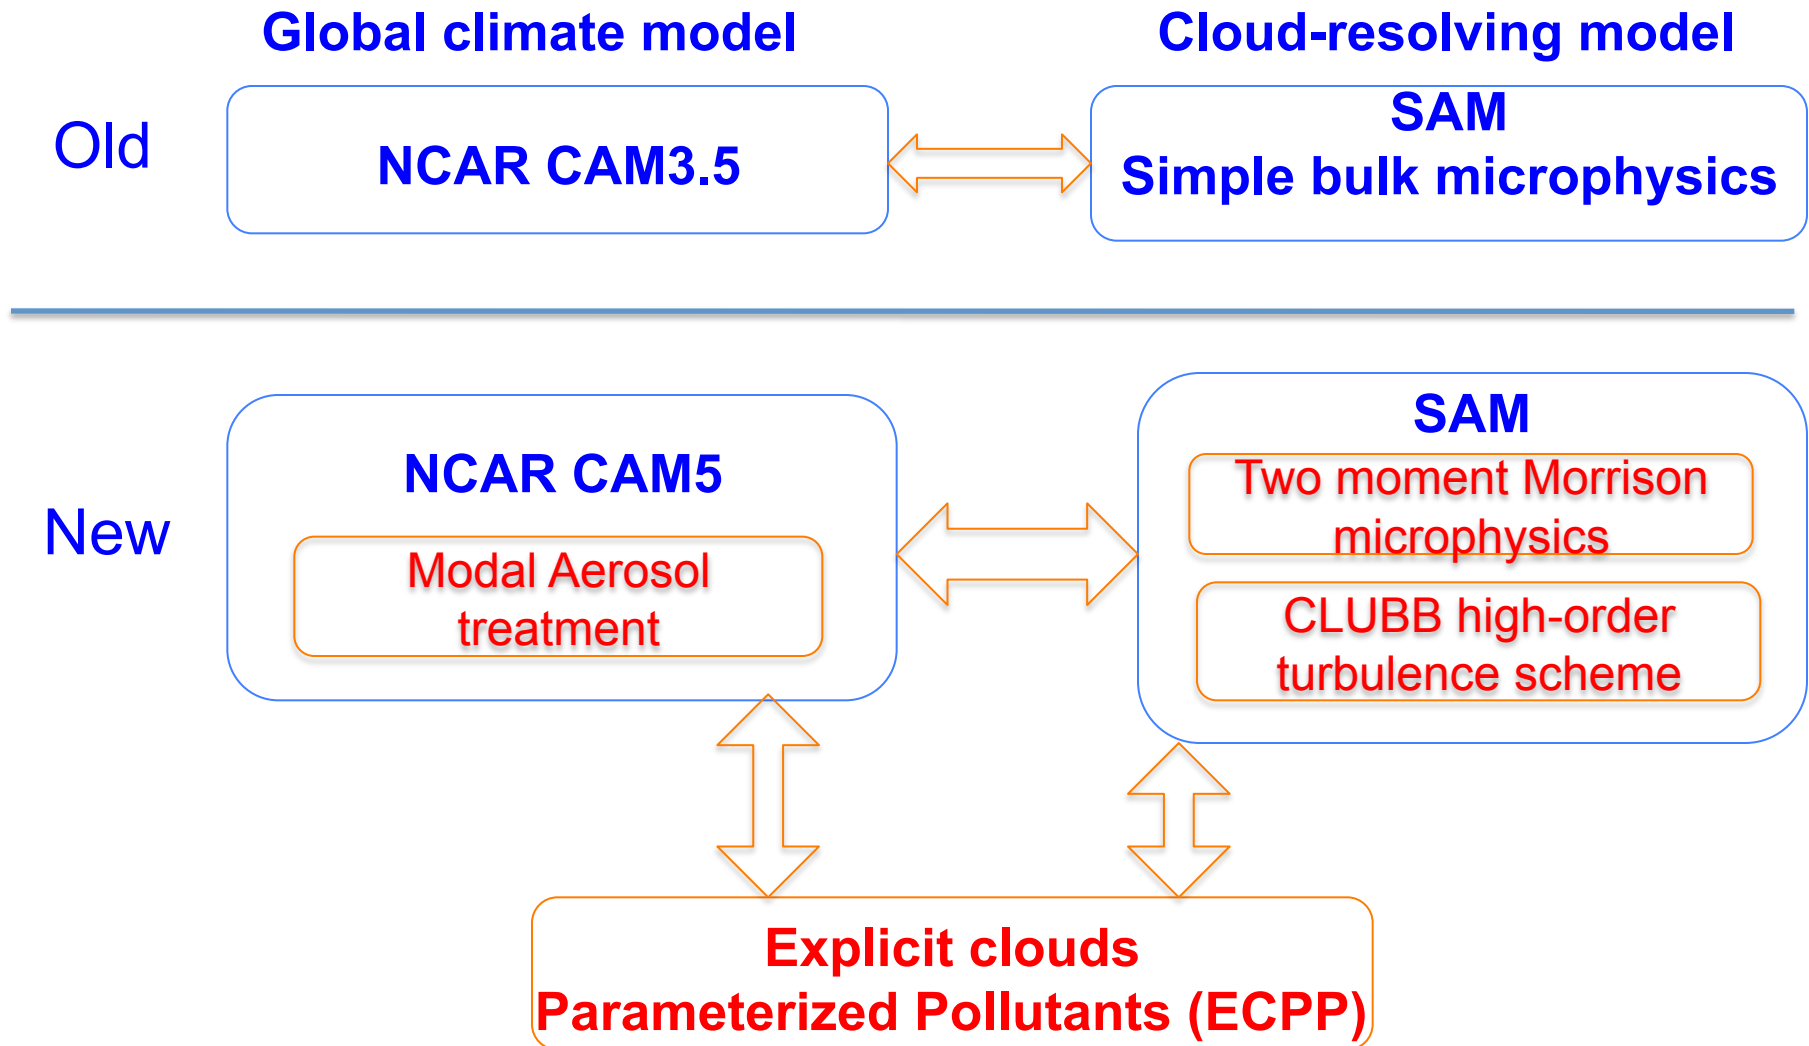 Global climate model
Cloud-resolving model
Old
NCAR CAM3.5
SAM
Simple bulk microphysics
New
NCAR CAM5
Modal Aerosol
treatment
SAM
Two moment Morrison
microphysics
CLUBB high-order
turbulence scheme
Explicit clouds
Parameterized Pollutants (ECPP)